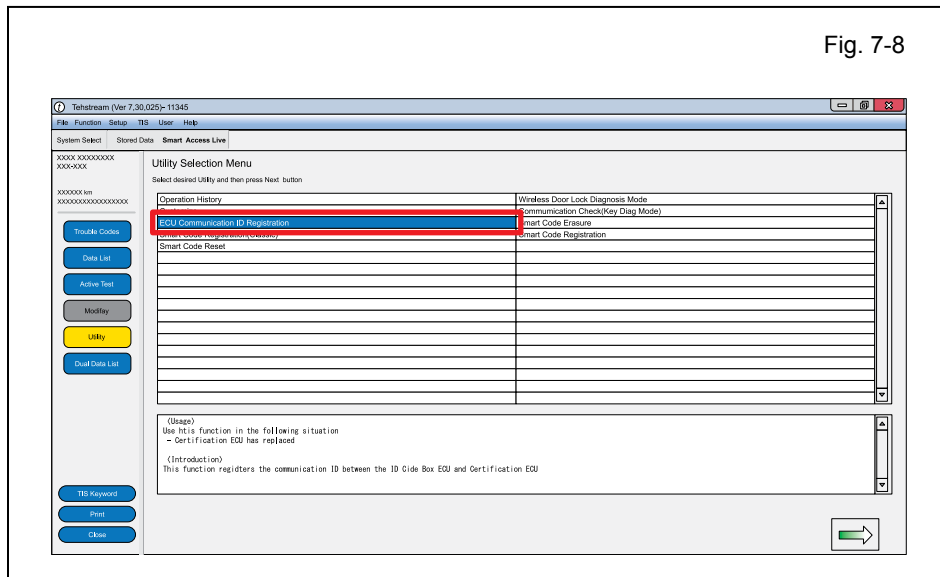 Fig. 7-8
Tehstream (Ver 7,30,025)- 11345
File Function Setup TIS User Help
System Select Stored Data Smart Access Live
XXXX XXXXXXXX
XXX-XXX
XXXXXX km
XXXXXXXXXXXXXXXXX
Trouble Codes
Data List
Active Test
Modifay
Utility
Dual Data List
TIS Keyword
Print
Close
Utility Selection Menu
Select desired Utility and then press Next button
Operation History Wireless Door Lock Diagnosis Mode
Communication Check(Key Diag Mode)
ECU Communication ID Registration Smart Code Erasure
Smart Code Registration(Classic) Smart Code Registration
Smart Code Reset
(Usage)
Use htis function in the following situation
- Certification ECU has replaced
(Introduction)
This function regidters the communication ID between the ID Cide Box ECU and Certification ECU